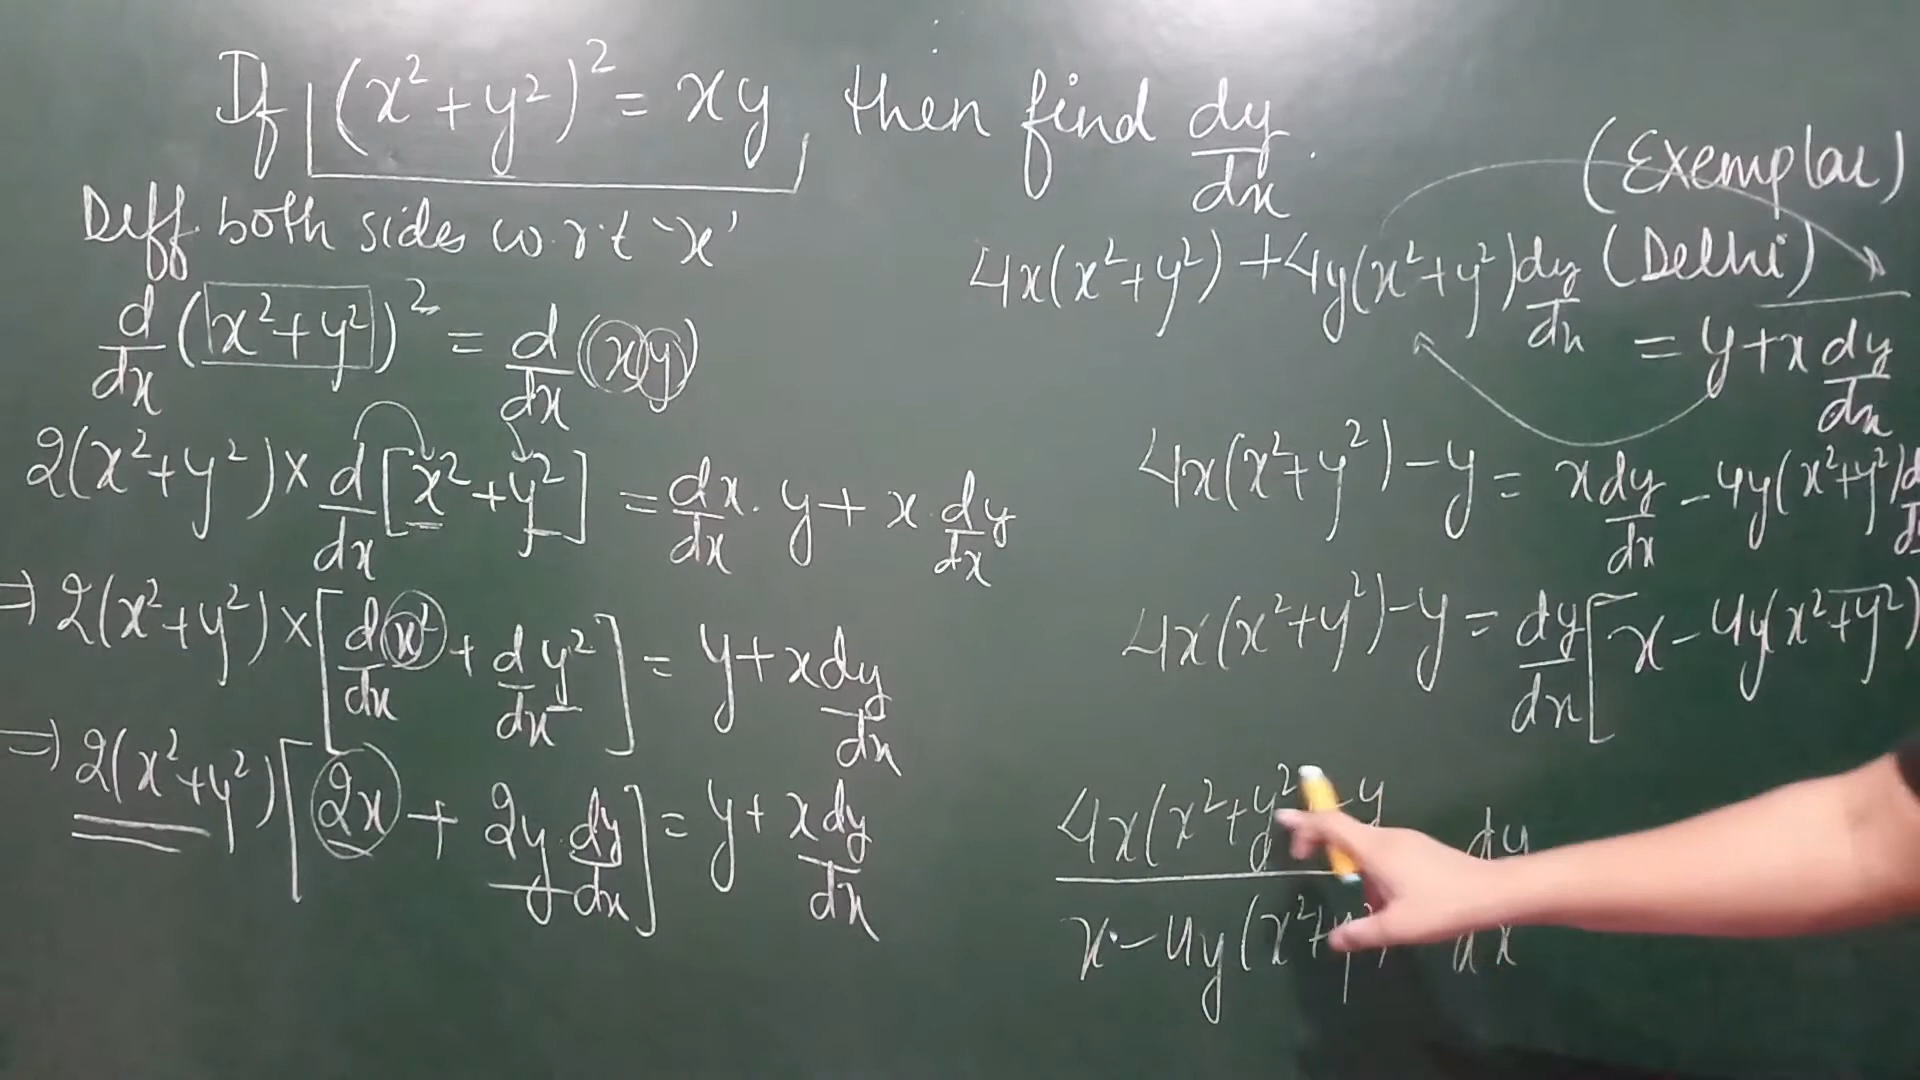 If (x²+y²)² = xy then find dy/dx.
(Exemplar)
(Delhi)
Deff. both sides w.r.t 'x'
d/dx (x²+y²)² = d/dx (xy)
2(x²+y²) × d/dx [x²+y²] = dx/dx . y + x . dy/dx
⇒ 2(x²+y²) × [d/dx x² + d/dx y²] = y + x dy/dx
⇒ 2(x²+y²) [2x + 2y dy/dx] = y + x dy/dx
4x(x²+y²) + 4y(x²+y²) dy/dx
= y + x dy/dx
4x(x²+y²) - y = x dy/dx - 4y(x²+y²) d
4x(x²+y²) - y = dy/dx [x - 4y(x²+y²)
4x(x²+y² - y / x - 4y(x²+y² dy/dx